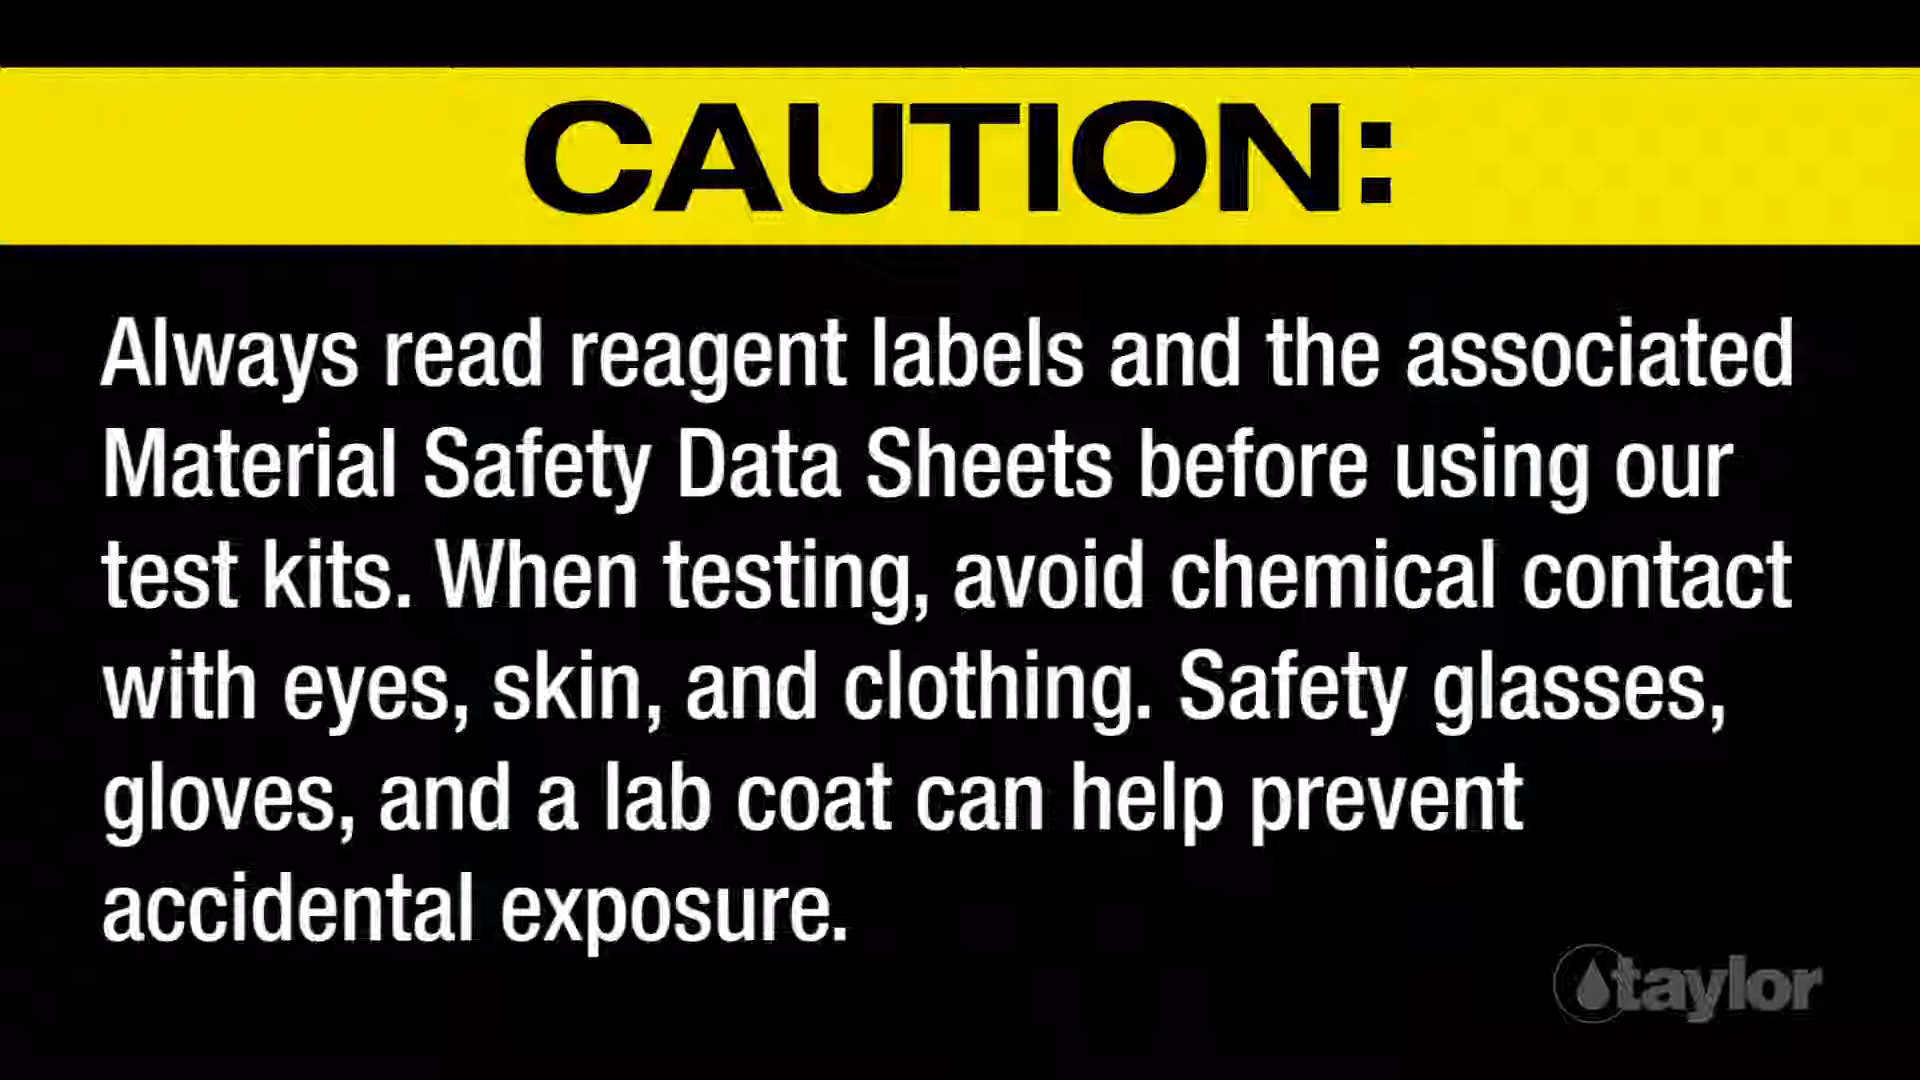 CAUTION:
Always read reagent labels and the associated
Material Safety Data Sheets before using our
test kits. When testing, avoid chemical contact
with eyes, skin, and clothing. Safety glasses,
gloves, and a lab coat can help prevent
accidental exposure.
taylor